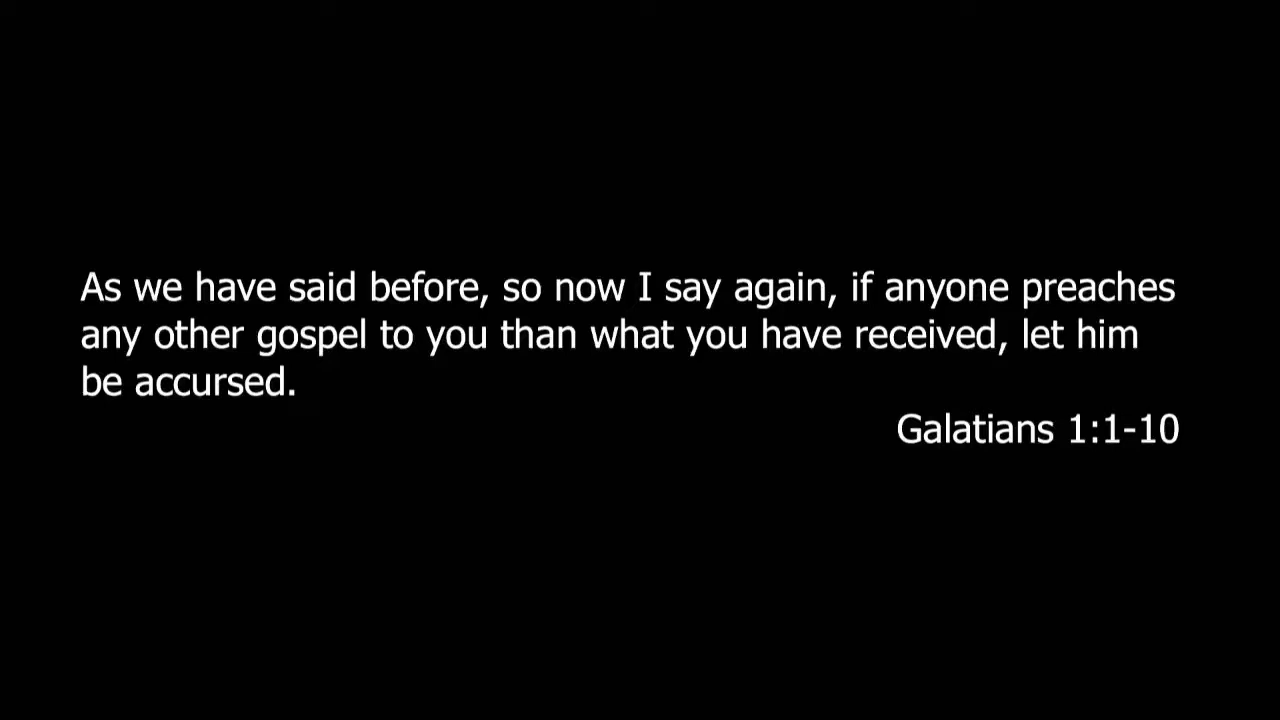 As we have said before, so now I say again, if anyone preaches
any other gospel to you than what you have received, let him
be accursed.
Galatians 1:1-10